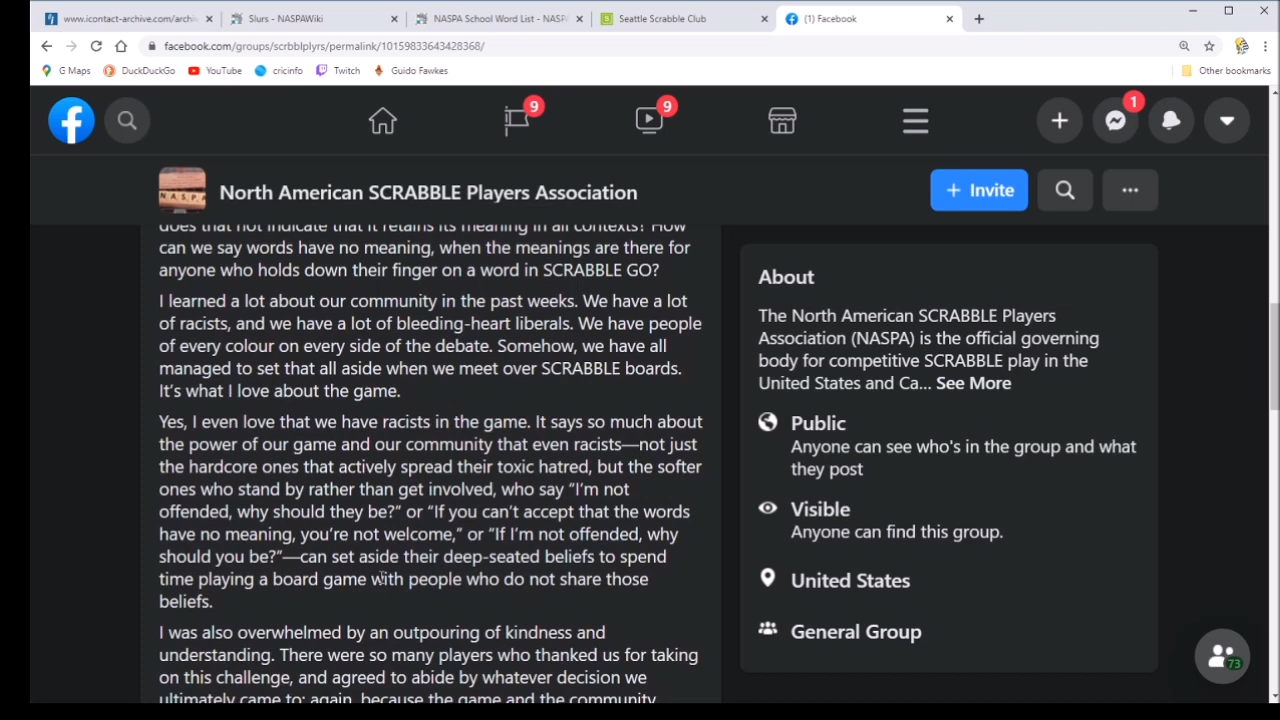 www.icontact-archive.com/archi
Slurs - NASPAWiki
NASPA School Word List - NASP
Seattle Scrabble Club
(1) Facebook
facebook.com/groups/scrbblplyrs/permalink/10159833643428368/
G Maps
DuckDuckGo
YouTube
cricinfo
Twitch
Guido Fawkes
Other bookmarks
9
9
1
North American SCRABBLE Players Association
Invite
does that not indicate that it retains its meaning in all contexts? How
can we say words have no meaning, when the meanings are there for
anyone who holds down their finger on a word in SCRABBLE GO?
I learned a lot about our community in the past weeks. We have a lot
of racists, and we have a lot of bleeding-heart liberals. We have people
of every colour on every side of the debate. Somehow, we have all
managed to set that all aside when we meet over SCRABBLE boards.
It's what I love about the game.
Yes, I even love that we have racists in the game. It says so much about
the power of our game and our community that even racists—not just
the hardcore ones that actively spread their toxic hatred, but the softer
ones who stand by rather than get involved, who say “I'm not
offended, why should they be?” or “If you can't accept that the words
have no meaning, you're not welcome,” or “If I'm not offended, why
should you be?”—can set aside their deep-seated beliefs to spend
time playing a board game with people who do not share those
beliefs.
I was also overwhelmed by an outpouring of kindness and
understanding. There were so many players who thanked us for taking
on this challenge, and agreed to abide by whatever decision we
ultimately came to: again, because the game and the community
About
The North American SCRABBLE Players
Association (NASPA) is the official governing
body for competitive SCRABBLE play in the
United States and Ca... See More
Public
Anyone can see who's in the group and what
they post
Visible
Anyone can find this group.
United States
General Group
73